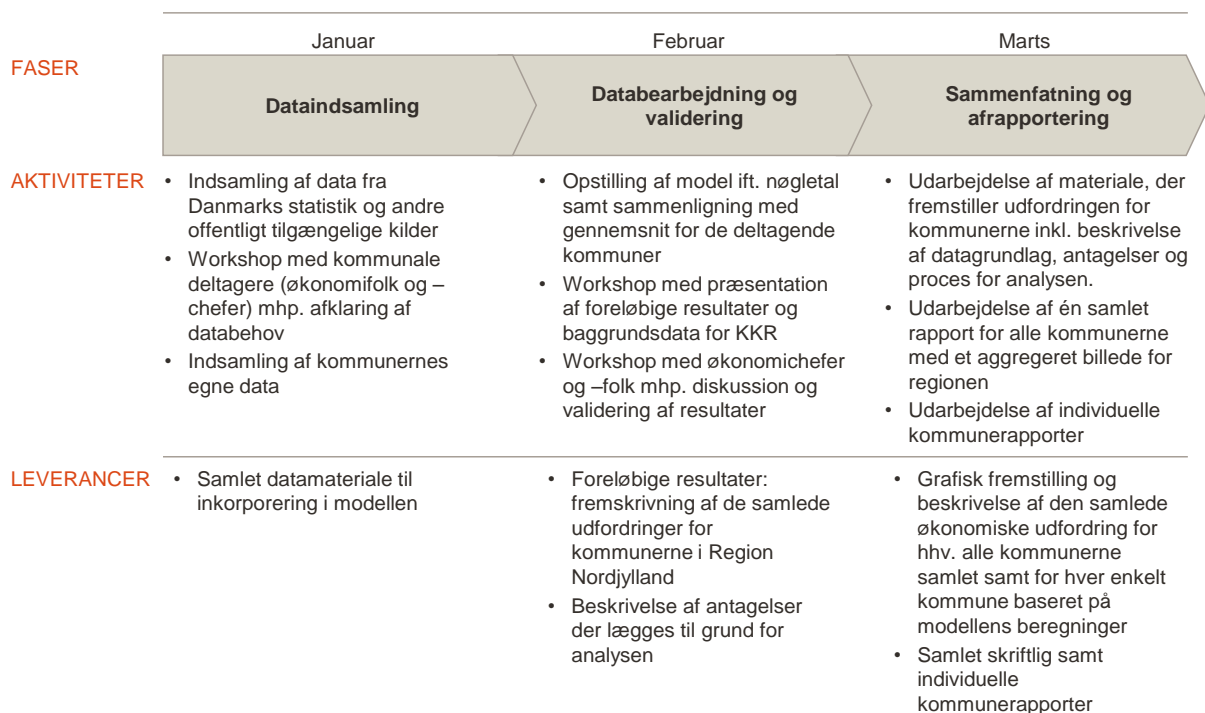 Januar
Februar
Marts
FASER
Dataindsamling
Databearbejdning og
validering
Sammenfatning og
afrapportering
AKTIVITETER
• Indsamling af data fra
Danmarks statistik og andre
offentligt tilgængelige kilder
• Workshop med kommunale
deltagere (økonomifolk og –
chefer) mhp. afklaring af
databehov
• Indsamling af kommunernes
egne data
• Opstilling af model ift. nøgletal
samt sammenligning med
gennemsnit for de deltagende
kommuner
• Workshop med præsentation
af foreløbige resultater og
baggrundsdata for KKR
• Workshop med økonomichefer
og –folk mhp. diskussion og
validering af resultater
• Udarbejdelse af materiale, der
fremstiller udfordringen for
kommunerne inkl. beskrivelse
af datagrundlag, antagelser og
proces for analysen.
• Udarbejdelse af én samlet
rapport for alle kommunerne
med et aggregeret billede for
regionen
• Udarbejdelse af individuelle
kommunerapporter
LEVERANCER
• Samlet datamateriale til
inkorporering i modellen
• Foreløbige resultater:
fremskrivning af de samlede
udfordringer for
kommunerne i Region
Nordjylland
• Beskrivelse af antagelser
der lægges til grund for
analysen
• Grafisk fremstilling og
beskrivelse af den samlede
økonomiske udfordring for
hhv. alle kommunerne
samlet samt for hver enkelt
kommune baseret på
modellens beregninger
• Samlet skriftlig samt
individuelle
kommunerapporter